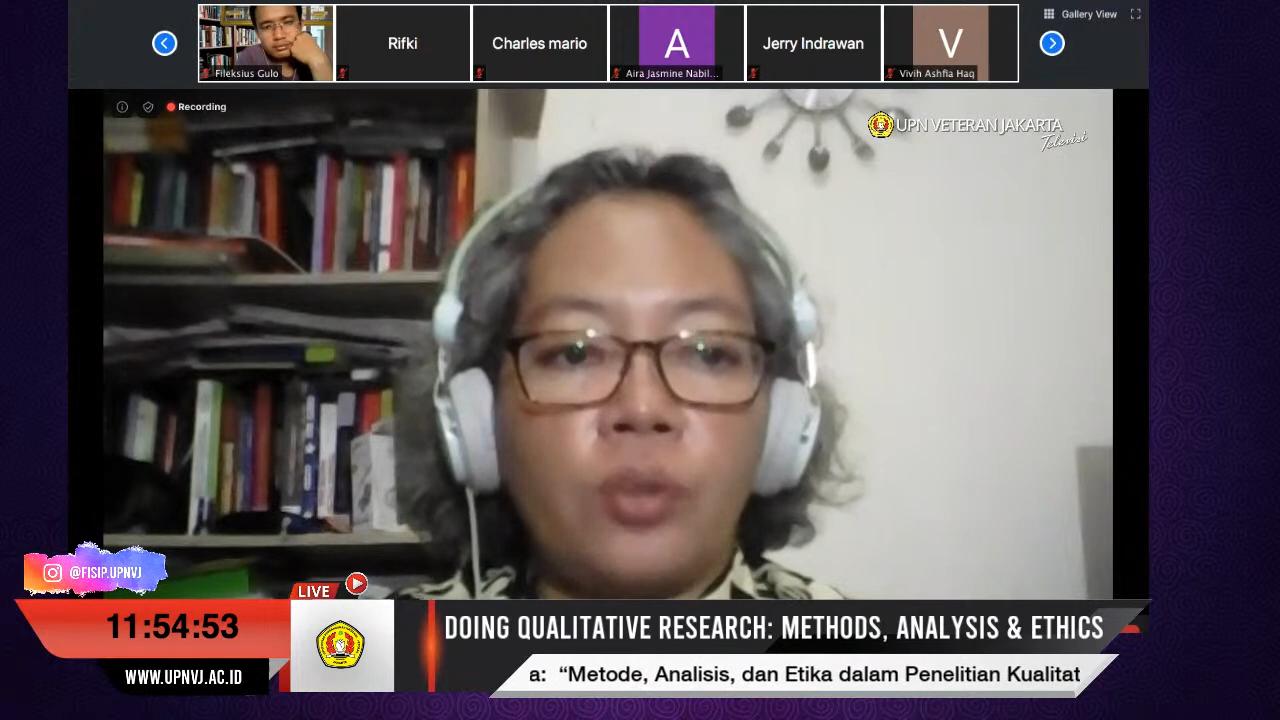 Gallery View
Rifki
Charles mario
A
Jerry Indrawan
V
Fileksius Gulo
Aira Jasmine Nabil...
Vivih Ashfia Haq
Recording
UPN VETERAN JAKARTA
Televisi
@FISIP.UPNVJ
LIVE
11:54:53
DOING QUALITATIVE RESEARCH: METHODS, ANALYSIS & ETHICS
WWW.UPNVJ.AC.ID
a: “Metode, Analisis, dan Etika dalam Penelitian Kualitat